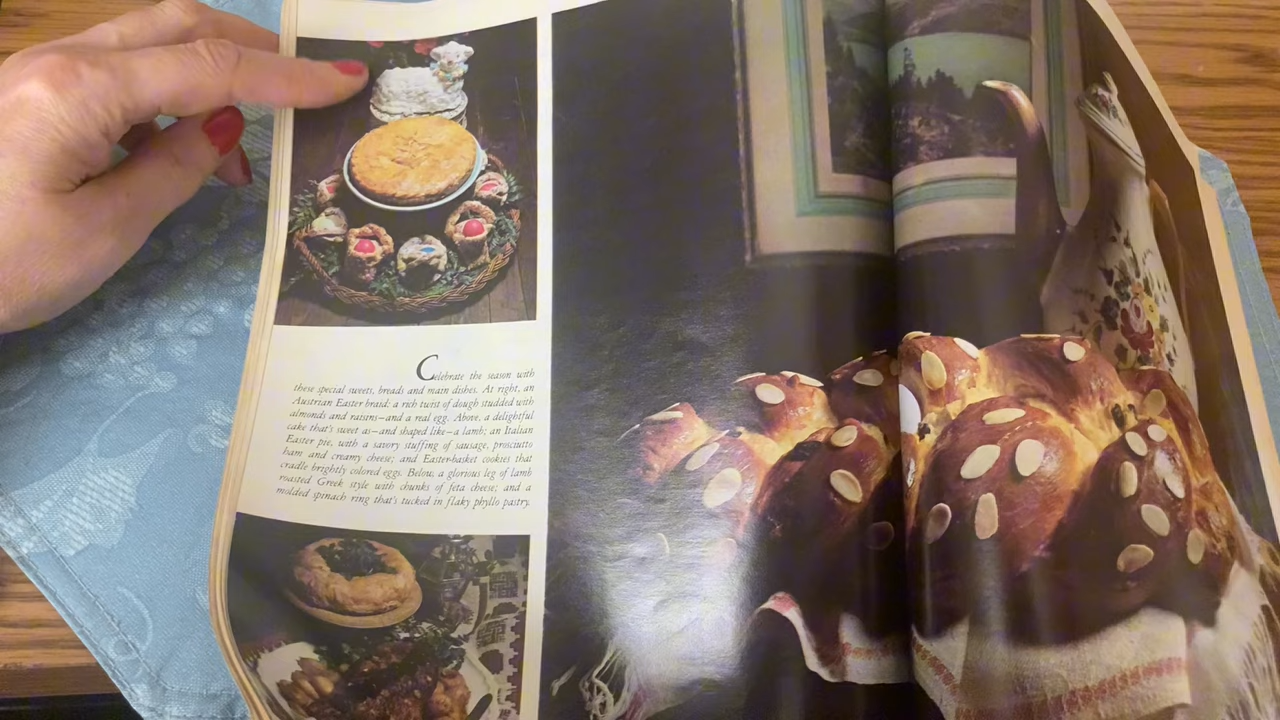 Celebrate the season with
these special sweets, breads and main dishes. At right, an
Austrian Easter braid: a rich twist of dough studded with
almonds and raisins—and a real egg. Above, a delightful
cake that's sweet as—and shaped like—a lamb; an Italian
Easter pie, with a savory stuffing of sausage, prosciutto
ham and creamy cheese; and Easter-basket cookies that
cradle brightly colored eggs. Below, a glorious leg of lamb
roasted Greek style with chunks of feta cheese; and a
molded spinach ring that's tucked in flaky phyllo pastry.